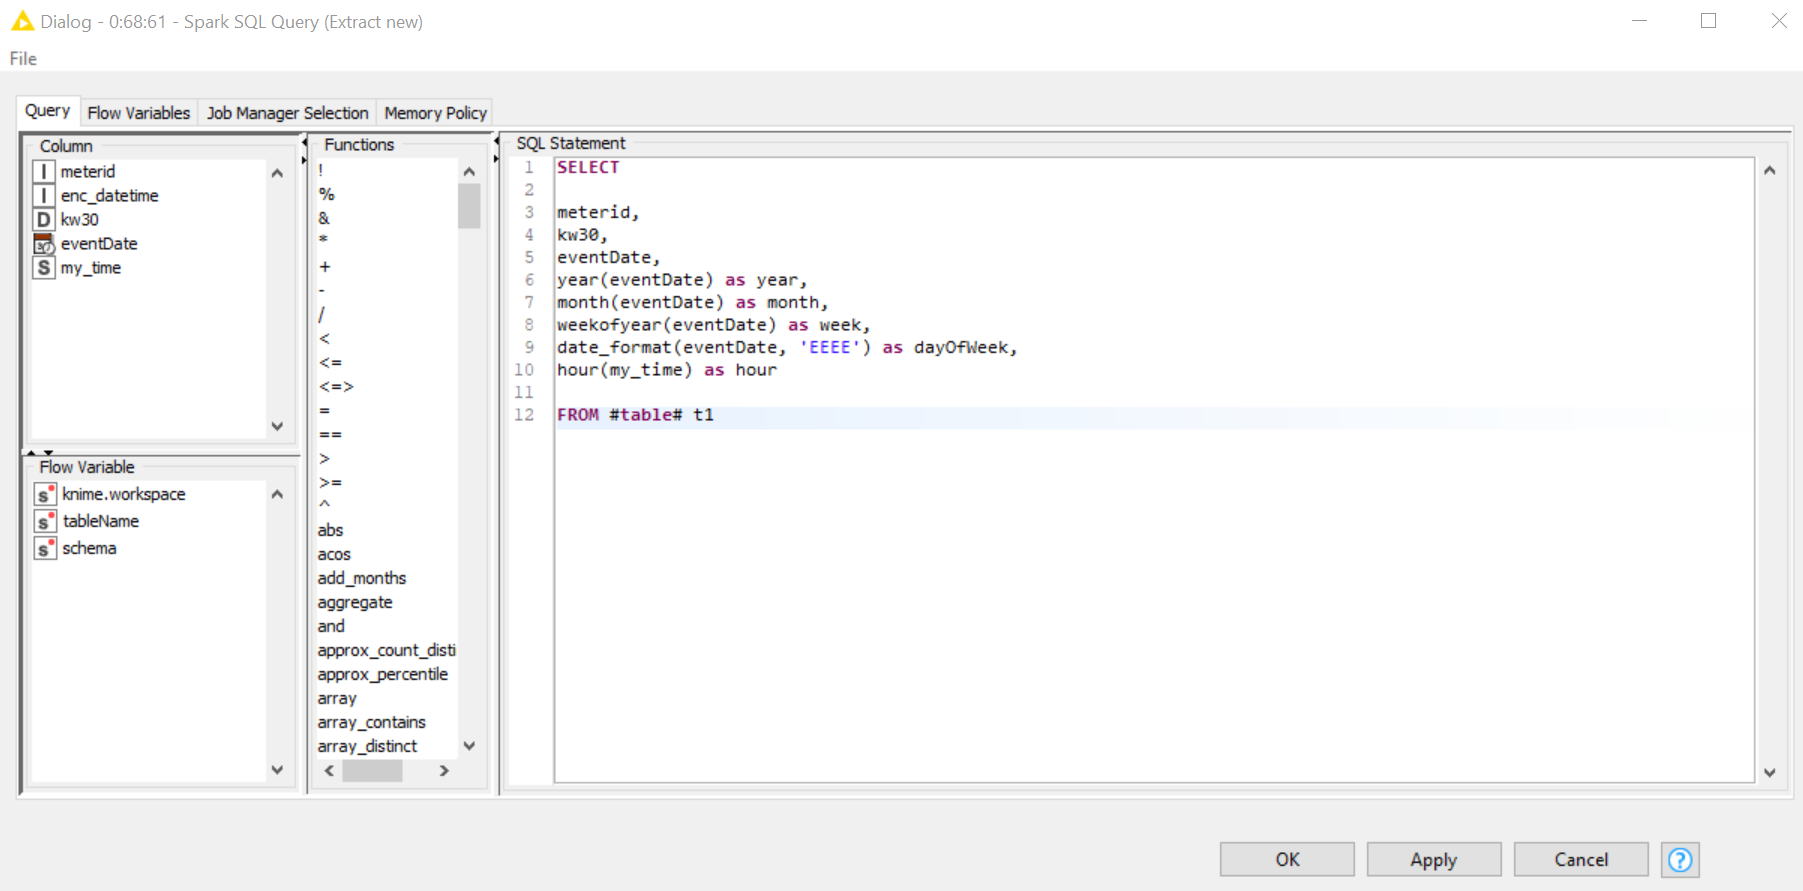 Dialog - 0:68:61 - Spark SQL Query (Extract new)
File
Query
Flow Variables
Job Manager Selection
Memory Policy
Column
I meterid
I enc_datetime
D kw30
eventDate
S my_time
Flow Variable
s knime.workspace
s tableName
s schema
Functions
!
%
&
*
+
-
/
<
<=
<=>
=
==
>
>=
^
abs
acos
add_months
aggregate
and
approx_count_disti
approx_percentile
array
array_contains
array_distinct
SQL Statement
1 SELECT
2
3 meterid,
4 kw30,
5 eventDate,
6 year(eventDate) as year,
7 month(eventDate) as month,
8 weekofyear(eventDate) as week,
9 date_format(eventDate, 'EEEE') as dayOfWeek,
10 hour(my_time) as hour
11
12 FROM #table# t1
OK
Apply
Cancel
?